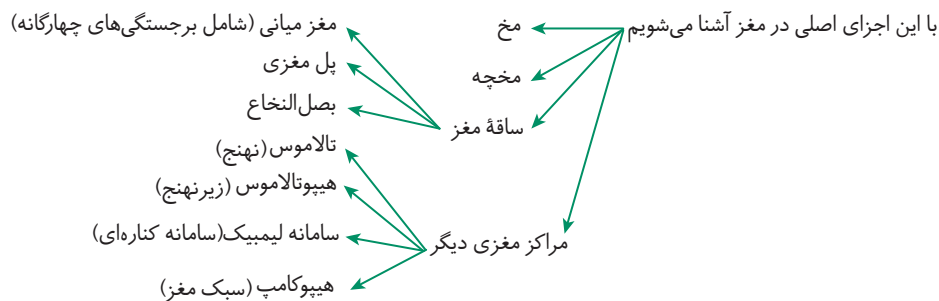 با این اجزای اصلی در مغز آشنا می‌شویم
مخ
مخچه
ساقهٔ مغز
مغز میانی (شامل برجستگی‌های چهارگانه)
پل مغزی
بصل‌النخاع
مراکز مغزی دیگر
تالاموس (نهنج)
هیپوتالاموس (زیرنهنج)
سامانه لیمبیک(سامانه کناره‌ای)
هیپوکامپ (سبک مغز)